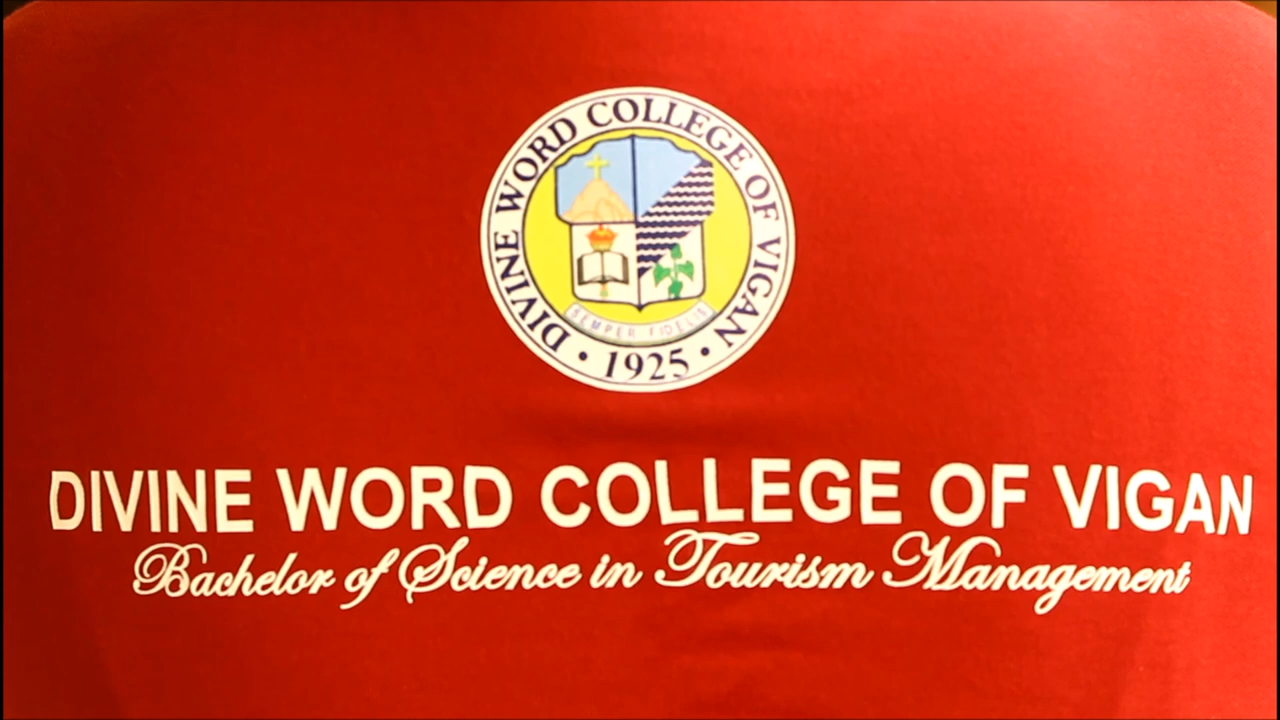 DIVINE WORD COLLEGE OF VIGAN
SEMPER FIDELIS
• 1925 •
DIVINE WORD COLLEGE OF VIGAN
Bachelor of Science in Tourism Management